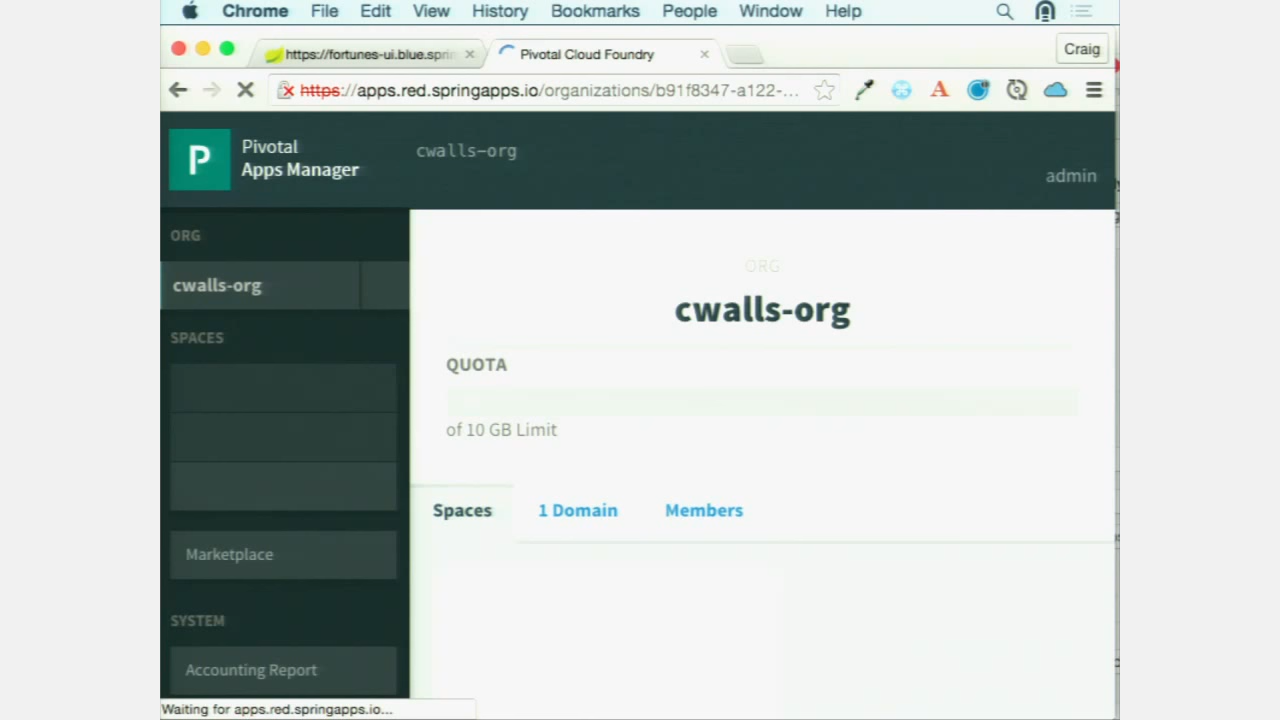 Chrome File Edit View History Bookmarks People Window Help
https://fortunes-ui.blue.sprin
Pivotal Cloud Foundry
Craig
https://apps.red.springapps.io/organizations/b91f8347-a122-...
P
Pivotal
Apps Manager
cwalls-org
admin
ORG
cwalls-org
SPACES
Marketplace
SYSTEM
Accounting Report
ORG
cwalls-org
QUOTA
of 10 GB Limit
Spaces 1 Domain Members
Waiting for apps.red.springapps.io...